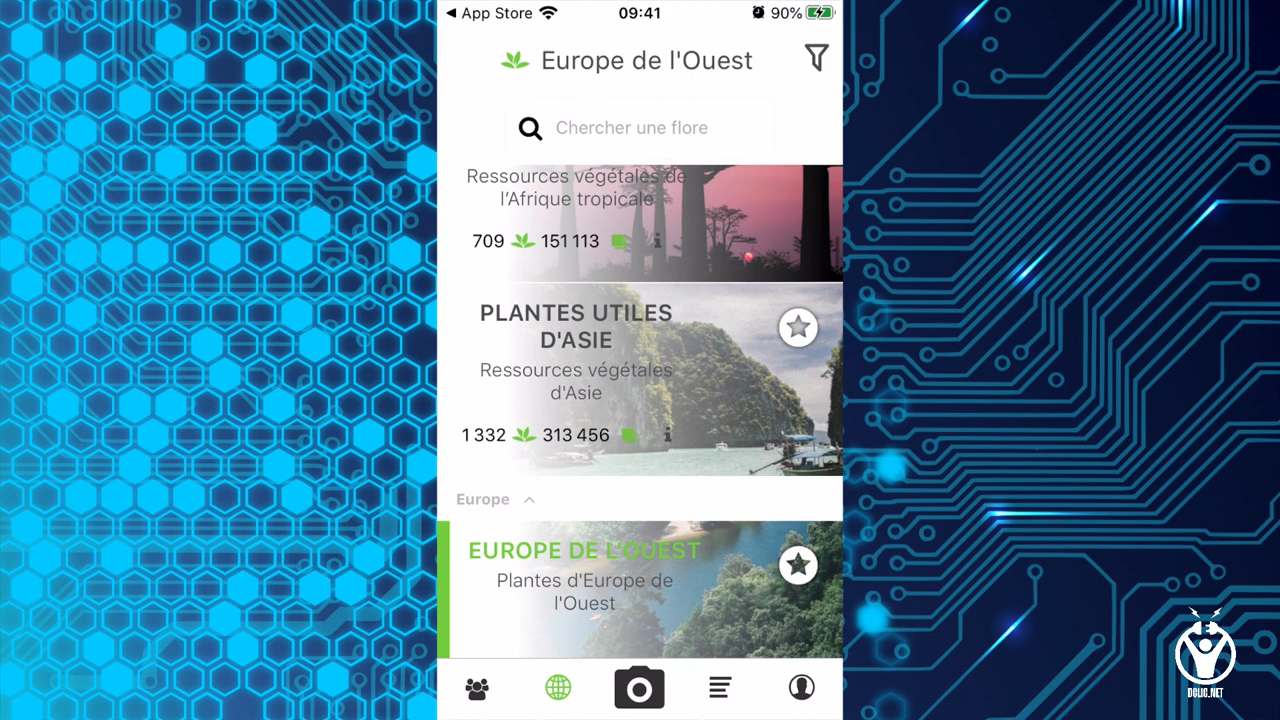 App Store
09:41
90%
Europe de l'Ouest
Chercher une flore
Ressources végétales de
l’Afrique tropicale
709 151 113
PLANTES UTILES
D'ASIE
Ressources végétales
d'Asie
1 332 313 456
Europe
EUROPE DE L'OUEST
Plantes d'Europe de
l'Ouest
DCLIC.NET